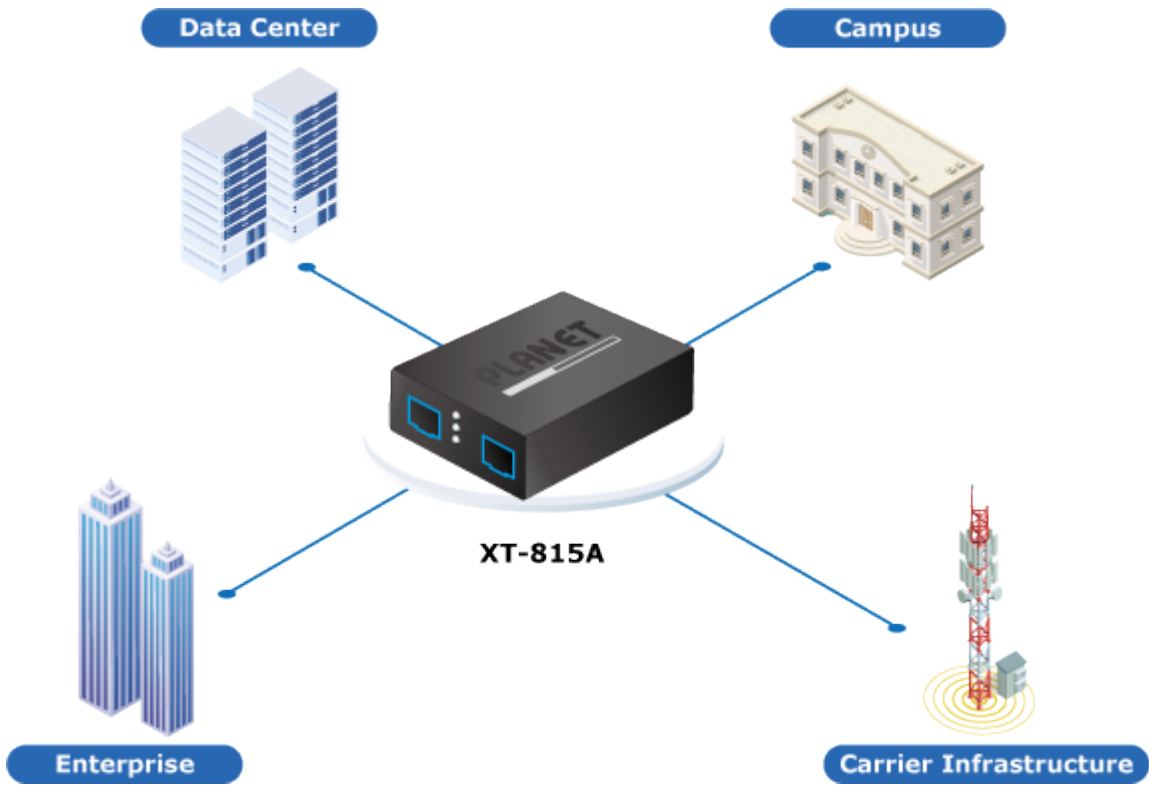 Data Center
Campus
PLANET
XT-815A
Enterprise
Carrier Infrastructure